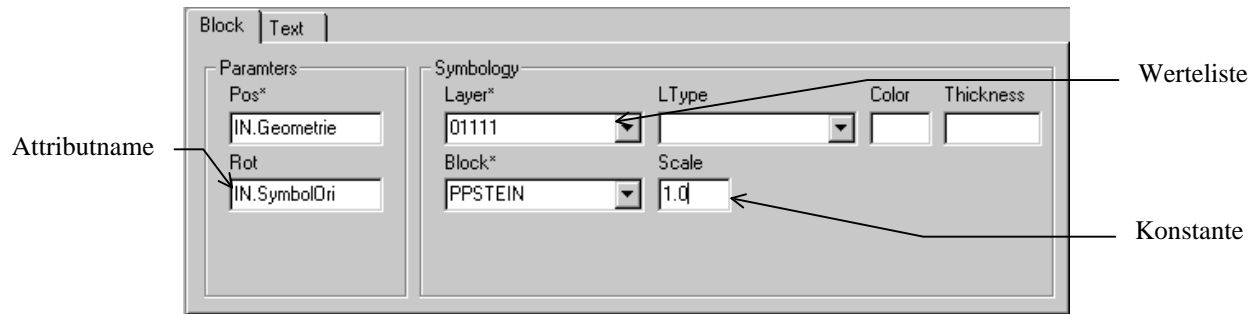 Block Text
Paramters Symbology
Pos* Layer* LType Color Thickness
IN.Geometrie 01111
Rot Block* Scale
IN.SymbolOri PPSTEIN 1.0
Werteliste
Attributname
Konstante